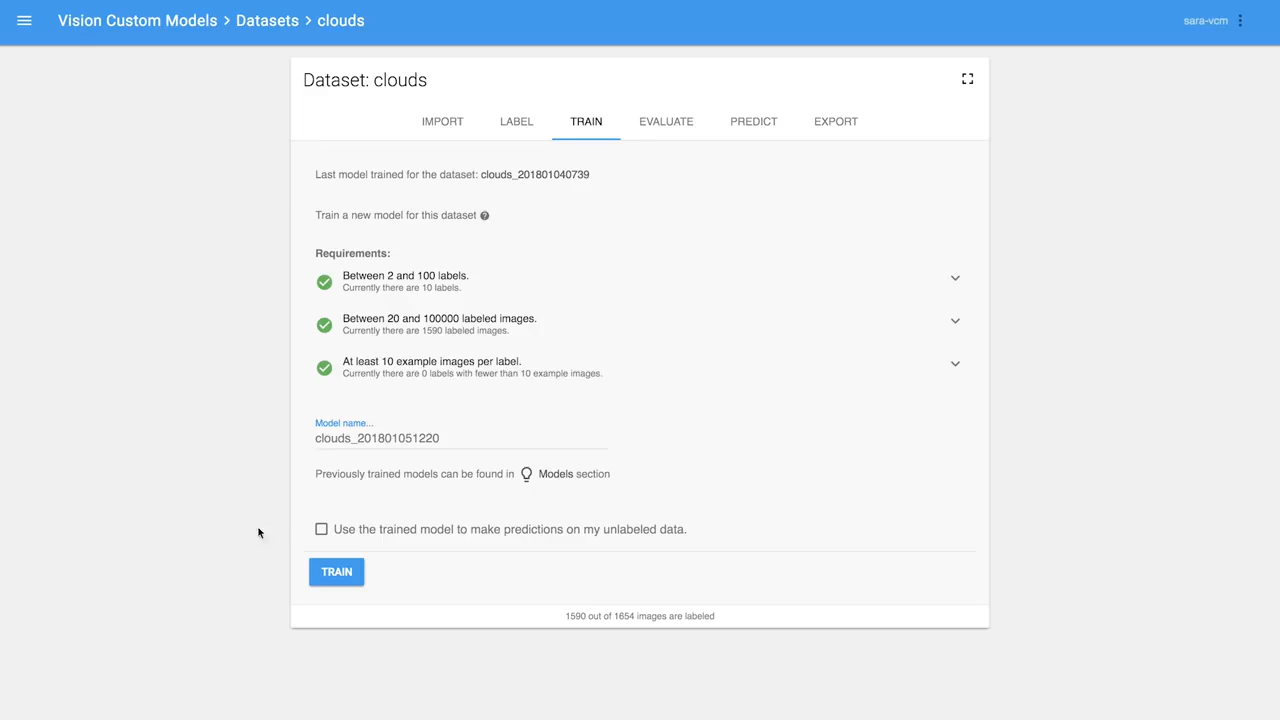 Vision Custom Models > Datasets > clouds
sara-vcm
Dataset: clouds
IMPORT LABEL TRAIN EVALUATE PREDICT EXPORT
Last model trained for the dataset: clouds_201801040739
Train a new model for this dataset
Requirements:
Between 2 and 100 labels.
Currently there are 10 labels.
Between 20 and 100000 labeled images.
Currently there are 1590 labeled images.
At least 10 example images per label.
Currently there are 0 labels with fewer than 10 example images.
Model name...
clouds_201801051220
Previously trained models can be found in Models section
Use the trained model to make predictions on my unlabeled data.
TRAIN
1590 out of 1654 images are labeled